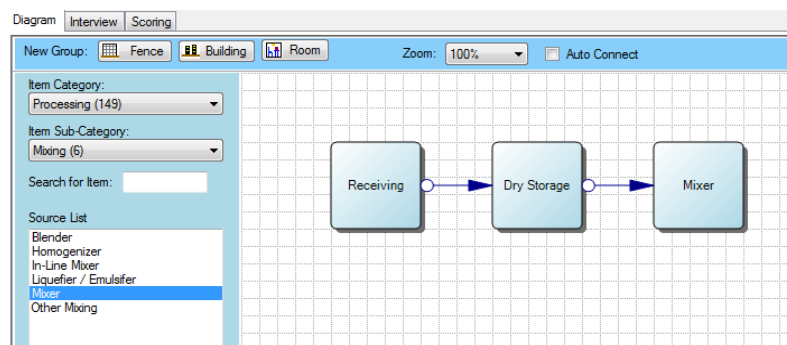 Diagram Interview Scoring
New Group: Fence Building Room Zoom: 100% Auto Connect
Item Category:
Processing (149)
Item Sub-Category:
Mixing (6)
Search for Item:
Source List
Blender
Homogenizer
In-Line Mixer
Liquefier / Emulsifer
Mixer
Other Mixing
Receiving Dry Storage Mixer